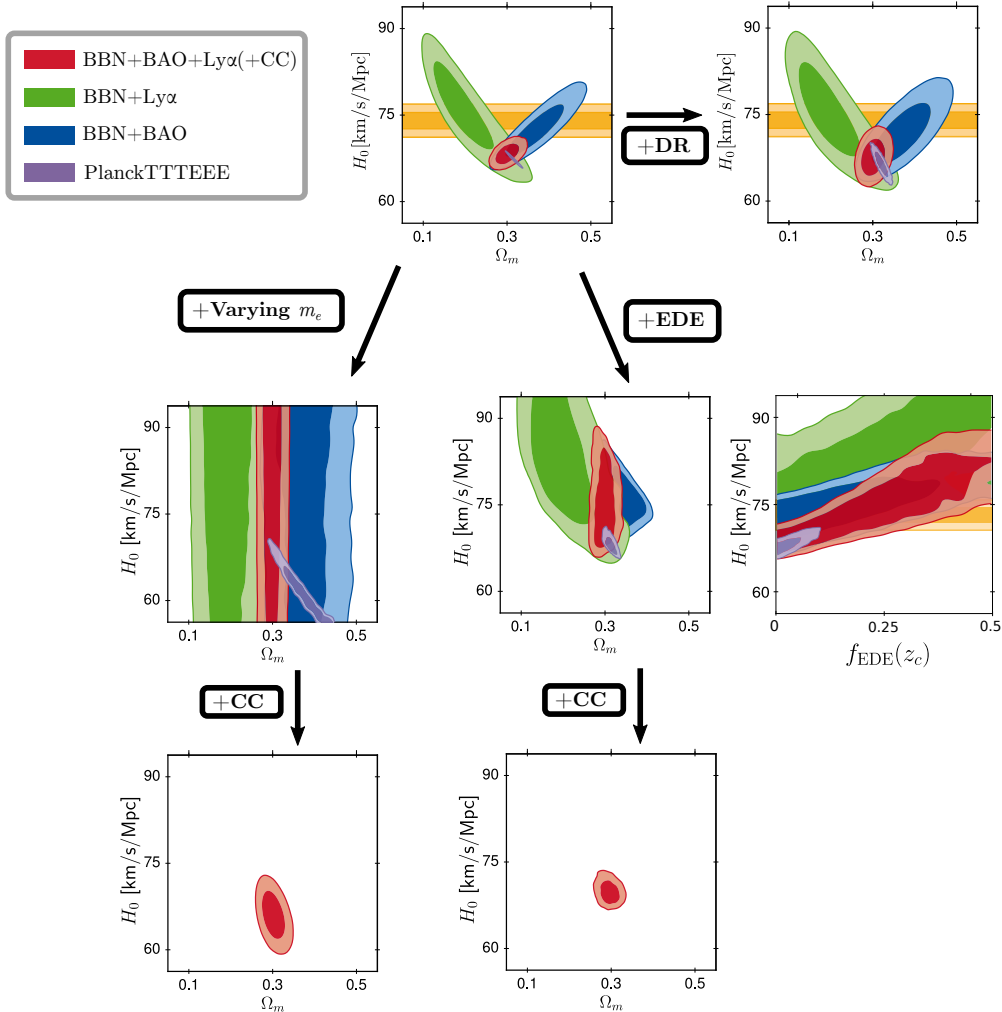 BBN+BAO+Lyα(+CC)
BBN+Lyα
BBN+BAO
PlanckTTTEEE
H₀[km/s/Mpc]
90
75
60
0.1 0.3 0.5
Ωₘ
+DR
H₀[km/s/Mpc]
90
75
60
0.1 0.3 0.5
Ωₘ
+Varying mₑ
+EDE
H₀ [km/s/Mpc]
90
75
60
0.1 0.3 0.5
Ωₘ
H₀ [km/s/Mpc]
90
75
60
0.1 0.3 0.5
Ωₘ
H₀ [km/s/Mpc]
90
75
60
0 0.25 0.5
f_EDE(z_c)
+CC
+CC
H₀ [km/s/Mpc]
90
75
60
0.1 0.3 0.5
Ωₘ
H₀ [km/s/Mpc]
90
75
60
0.1 0.3 0.5
Ωₘ